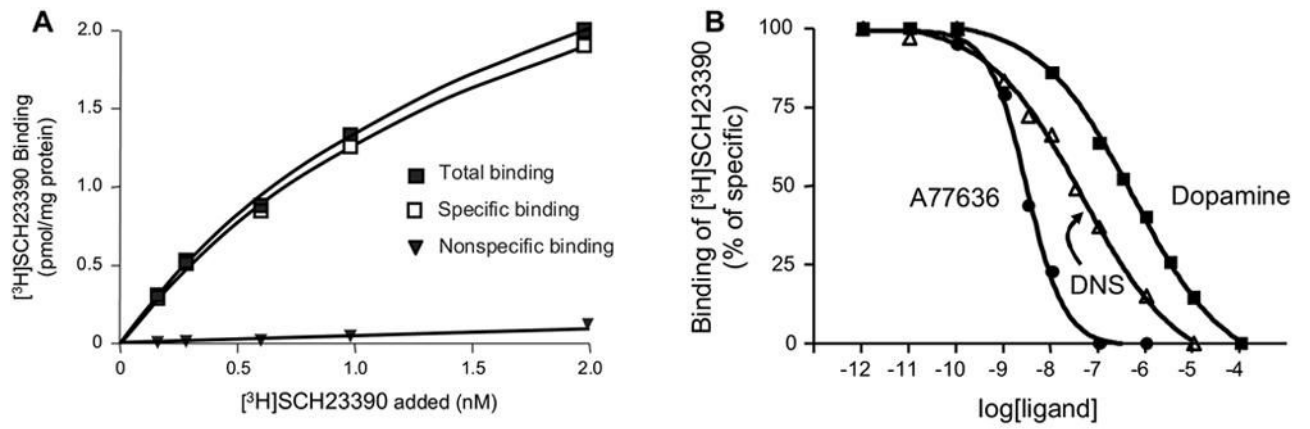 A
[³H]SCH23390 Binding
(pmol/mg protein)
2.0
1.5
1.0
0.5
0
Total binding
Specific binding
Nonspecific binding
0 0.5 1.0 1.5 2.0
[³H]SCH23390 added (nM)
B
Binding of [³H]SCH23390
(% of specific)
100
75
50
25
0
A77636
Dopamine
DNS
-12 -11 -10 -9 -8 -7 -6 -5 -4
log[ligand]